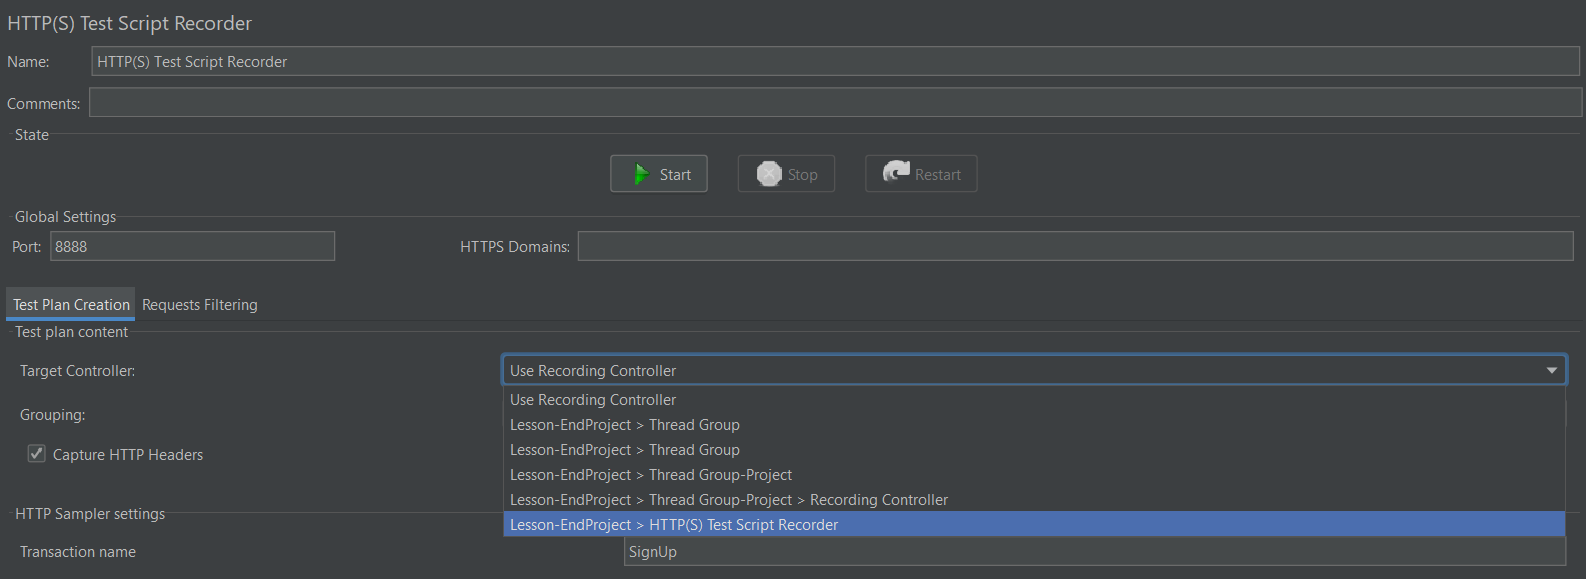 HTTP(S) Test Script Recorder
Name: HTTP(S) Test Script Recorder
Comments:
State
Start Stop Restart
Global Settings
Port: 8888 HTTPS Domains:
Test Plan Creation Requests Filtering
Test plan content
Target Controller: Use Recording Controller
Use Recording Controller
Grouping:
Lesson-EndProject > Thread Group
Lesson-EndProject > Thread Group
Capture HTTP Headers
Lesson-EndProject > Thread Group-Project
Lesson-EndProject > Thread Group-Project > Recording Controller
HTTP Sampler settings
Lesson-EndProject > HTTP(S) Test Script Recorder
Transaction name SignUp